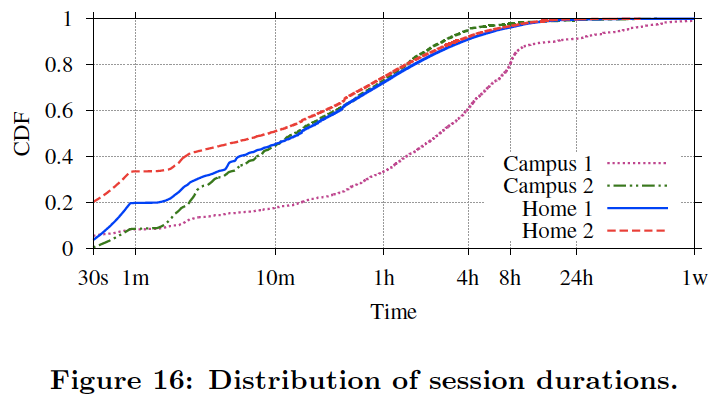 1
0.8
0.6
0.4
0.2
0
CDF
Campus 1
Campus 2
Home 1
Home 2
30s 1m 10m 1h 4h 8h 24h 1w
Time
Figure 16: Distribution of session durations.